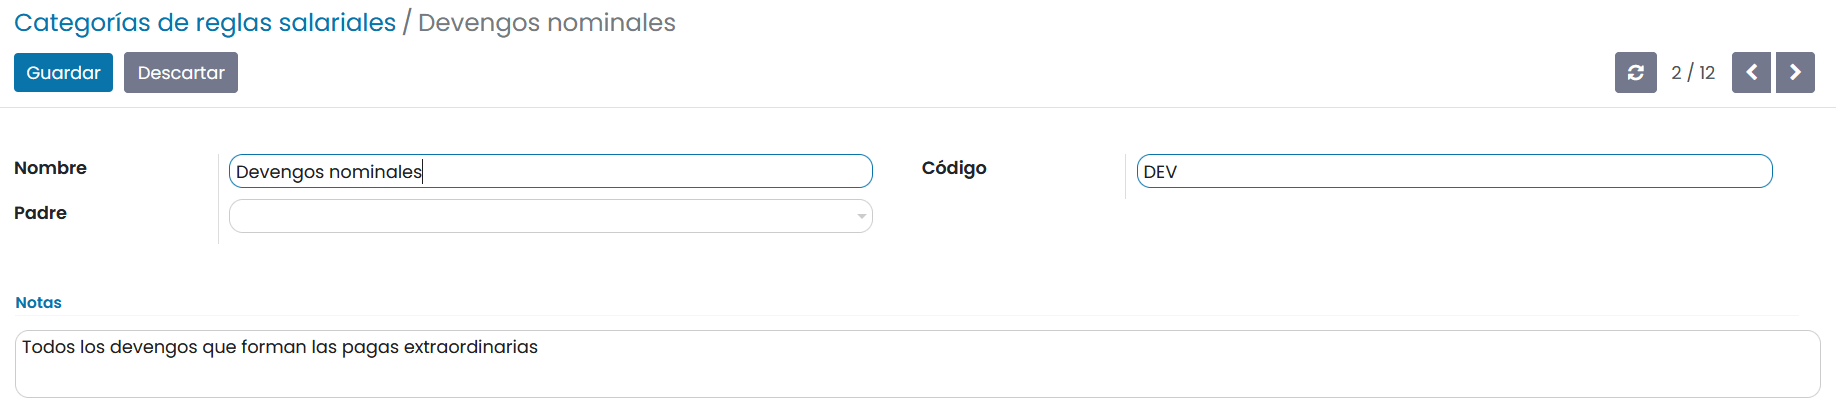 Categorías de reglas salariales / Devengos nominales
Guardar Descartar 2 / 12
Nombre Devengos nominales Código DEV
Padre
Notas
Todos los devengos que forman las pagas extraordinarias